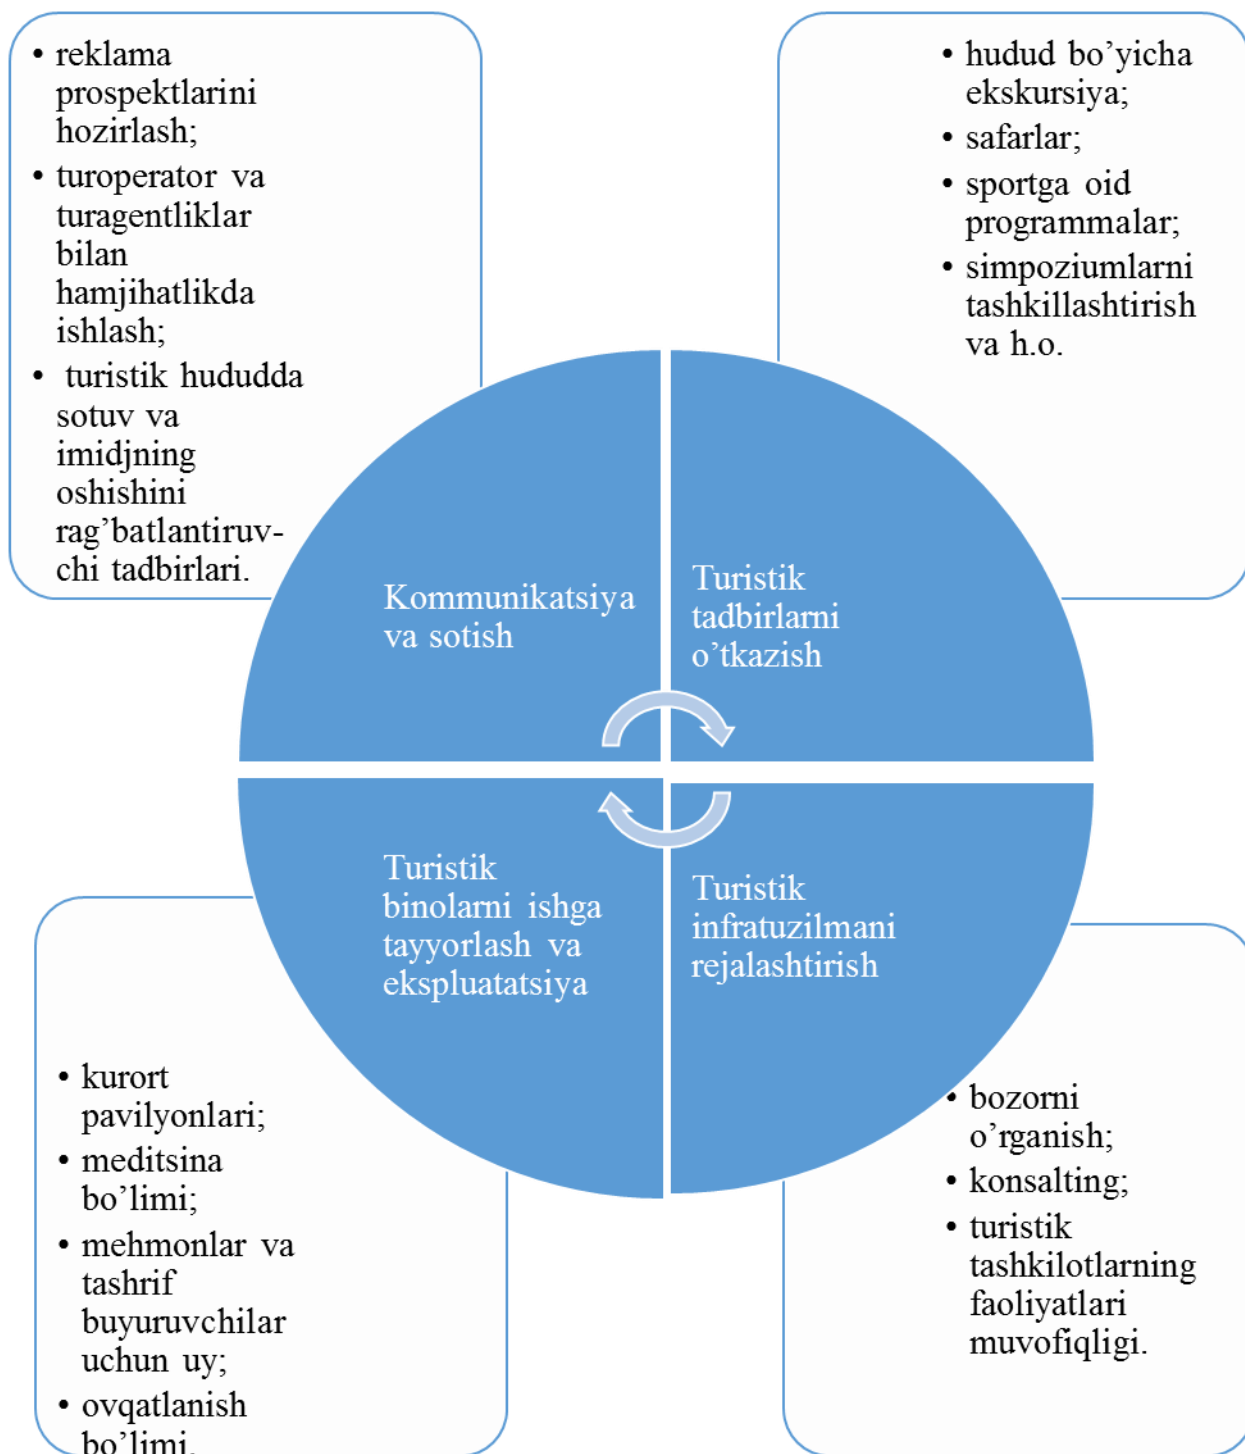 • reklama
prospektlarini
hozirlash;
• turoperator va
turagentliklar
bilan
hamjihatlikda
ishlash;
• turistik hududda
sotuv va
imidjning
oshishini
rag’batlantiruv-
chi tadbirlari.
• hudud bo’yicha
ekskursiya;
• safarlar;
• sportga oid
programmalar;
• simpoziumlarni
tashkillashtirish
va h.o.
Kommunikatsiya
va sotish
Turistik
tadbirlarni
o’tkazish
Turistik
binolarni ishga
tayyorlash va
ekspluatatsiya
Turistik
infratuzilmani
rejalashtirish
• kurort
pavilyonlari;
• meditsina
bo’limi;
• mehmonlar va
tashrif
buyuruvchilar
uchun uy;
• ovqatlanish
bo’limi.
• bozorni
o’rganish;
• konsalting;
• turistik
tashkilotlarning
faoliyatlari
muvofiqligi.